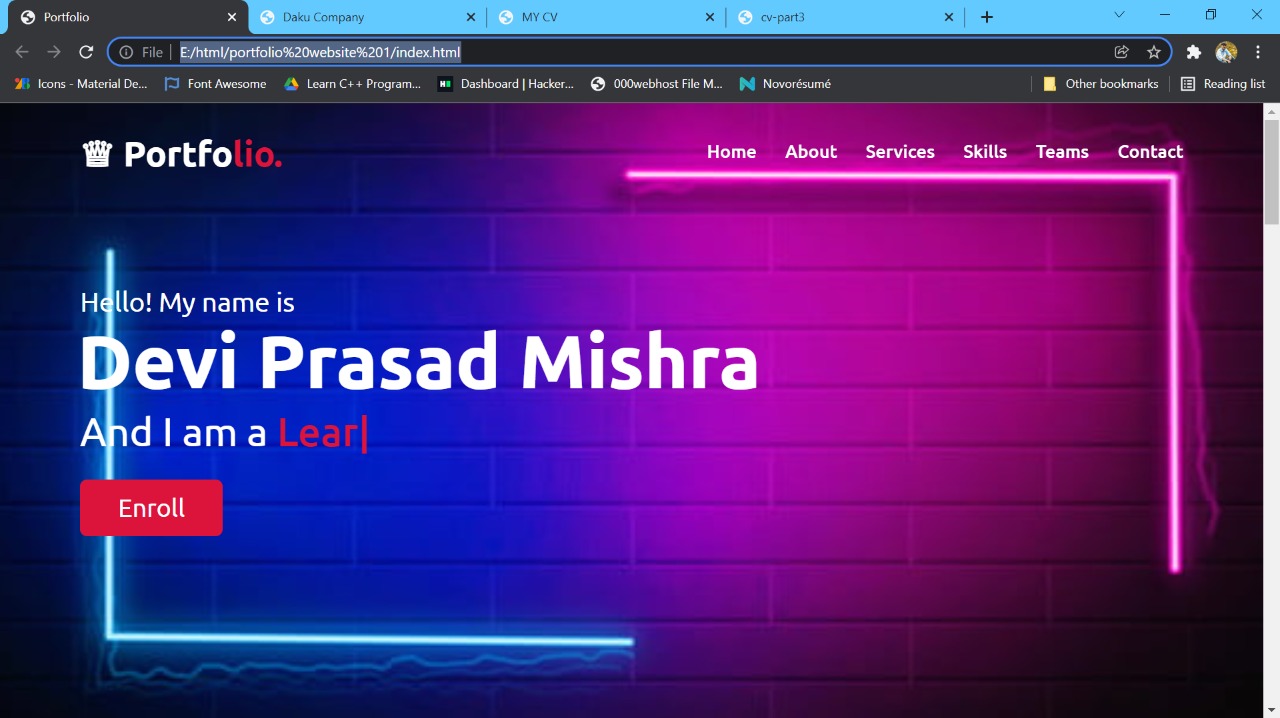 Portfolio
Daku Company
MY CV
cv-part3
File
E:/html/portfolio%20website%201/index.html
Icons - Material De...
Font Awesome
Learn C++ Program...
Dashboard | Hacker...
000webhost File M...
Novorésumé
Other bookmarks
Reading list
Portfolio.
Home
About
Services
Skills
Teams
Contact
Hello! My name is
Devi Prasad Mishra
And I am a Lear|
Enroll